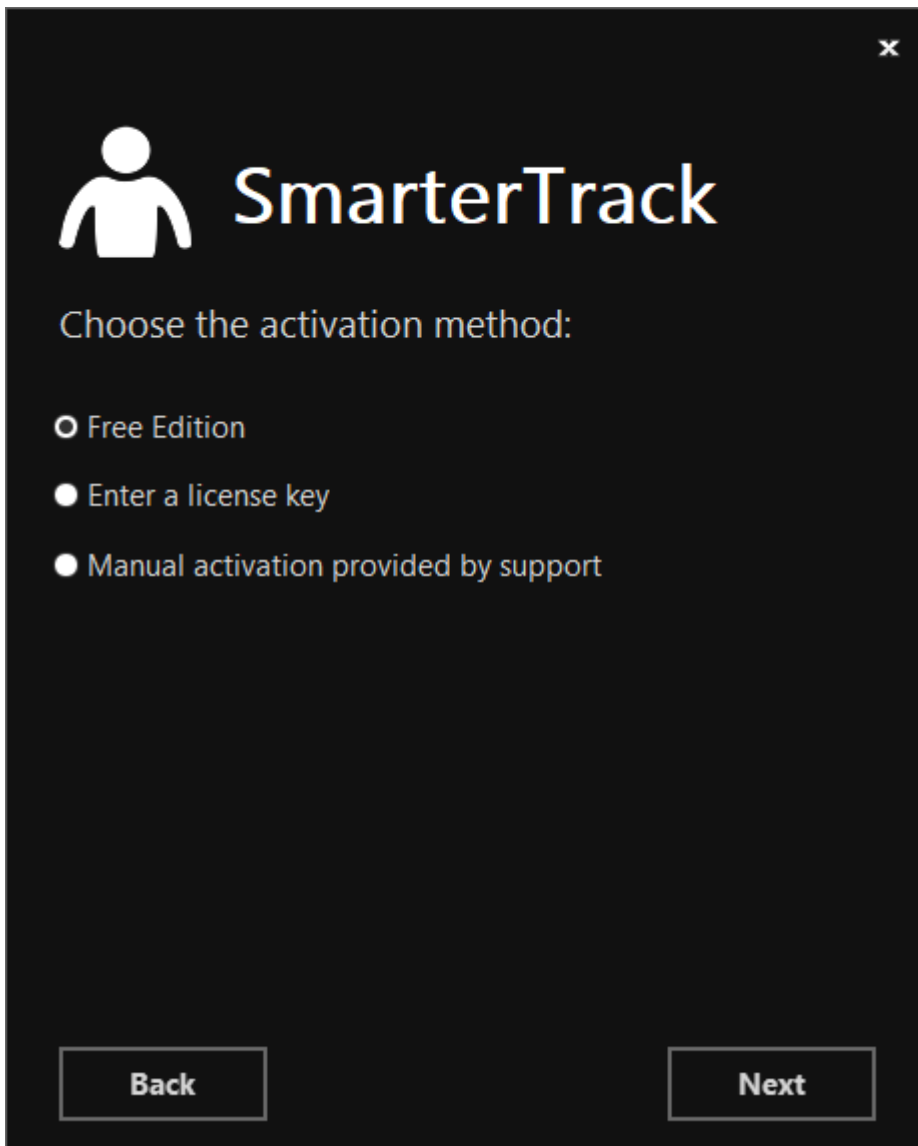 x
SmarterTrack
Choose the activation method:
Free Edition
Enter a license key
Manual activation provided by support
Back
Next